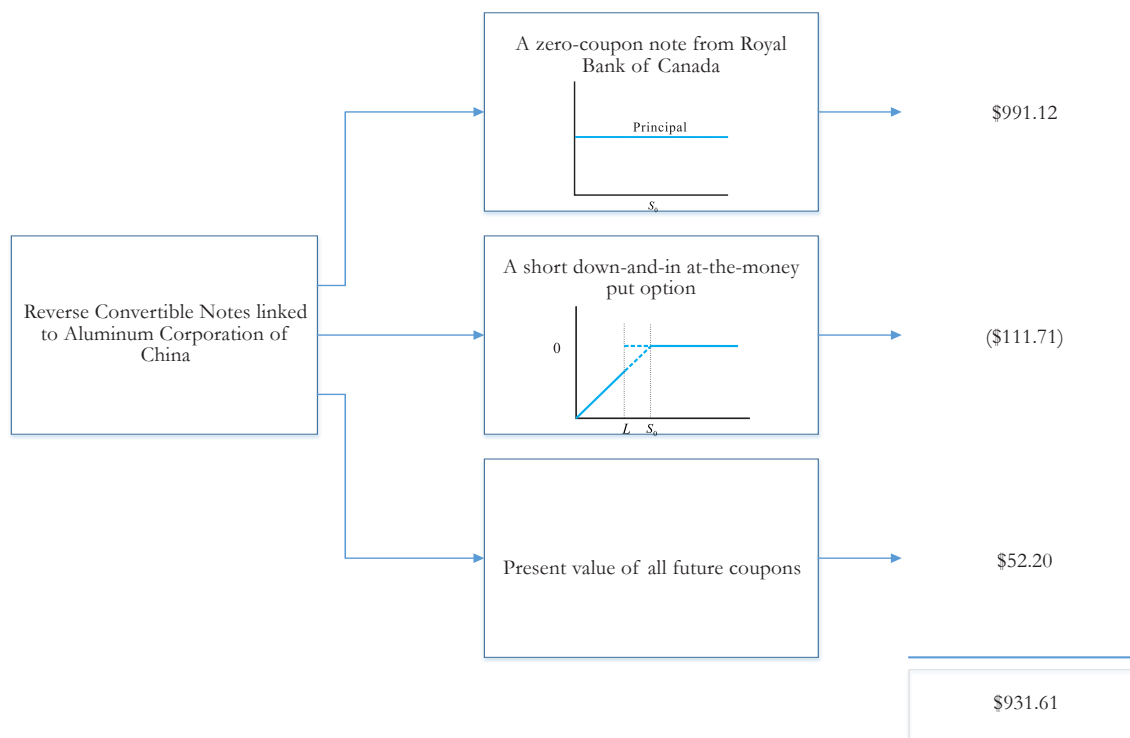 A zero-coupon note from Royal
Bank of Canada
Principal
S₀
$991.12
Reverse Convertible Notes linked
to Aluminum Corporation of
China
A short down-and-in at-the-money
put option
0
L S₀
($111.71)
Present value of all future coupons
$52.20
$931.61